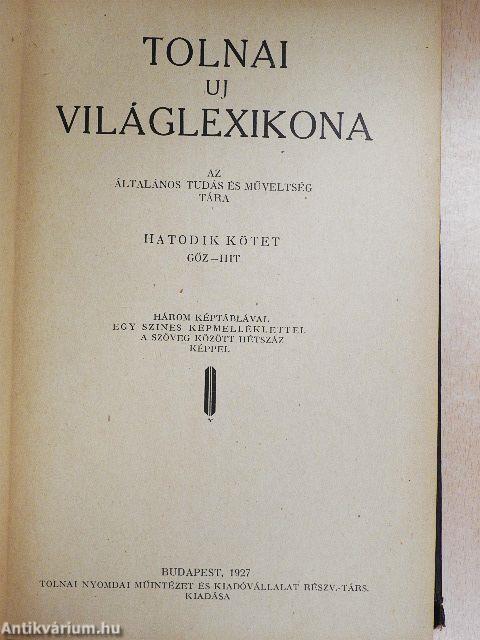 TOLNAI
UJ
VILÁGLEXIKONA
AZ
ÁLTALÁNOS TUDÁS ÉS MŰVELTSÉG
TÁRA
HATODIK KÖTET
GŐZ—HIT
HÁROM KÉPTÁBLÁVAL
EGY SZINES KÉPMELLÉKLETTEL
A SZÖVEG KÖZÖTT HÉTSZÁZ
KÉPPEL
BUDAPEST, 1927
TOLNAI NYOMDAI MŰINTÉZET ÉS KIADÓVÁLLALAT RÉSZV.-TÁRS.
KIADÁSA
Antikvárium.hu